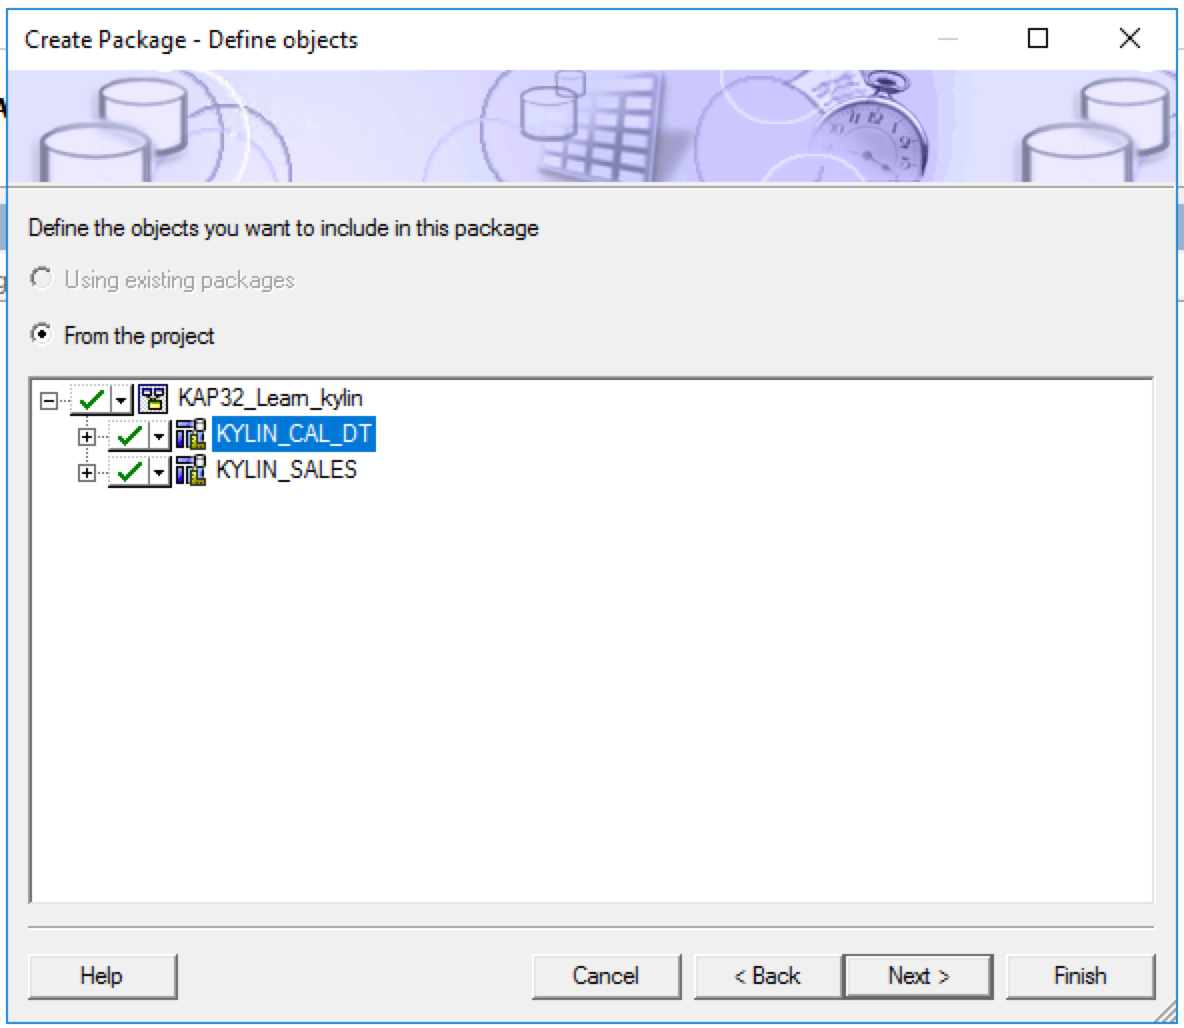 Create Package - Define objects
Define the objects you want to include in this package
Using existing packages
From the project
KAP32_Learn_kylin
KYLIN_CAL_DT
KYLIN_SALES
Help
Cancel
< Back
Next >
Finish